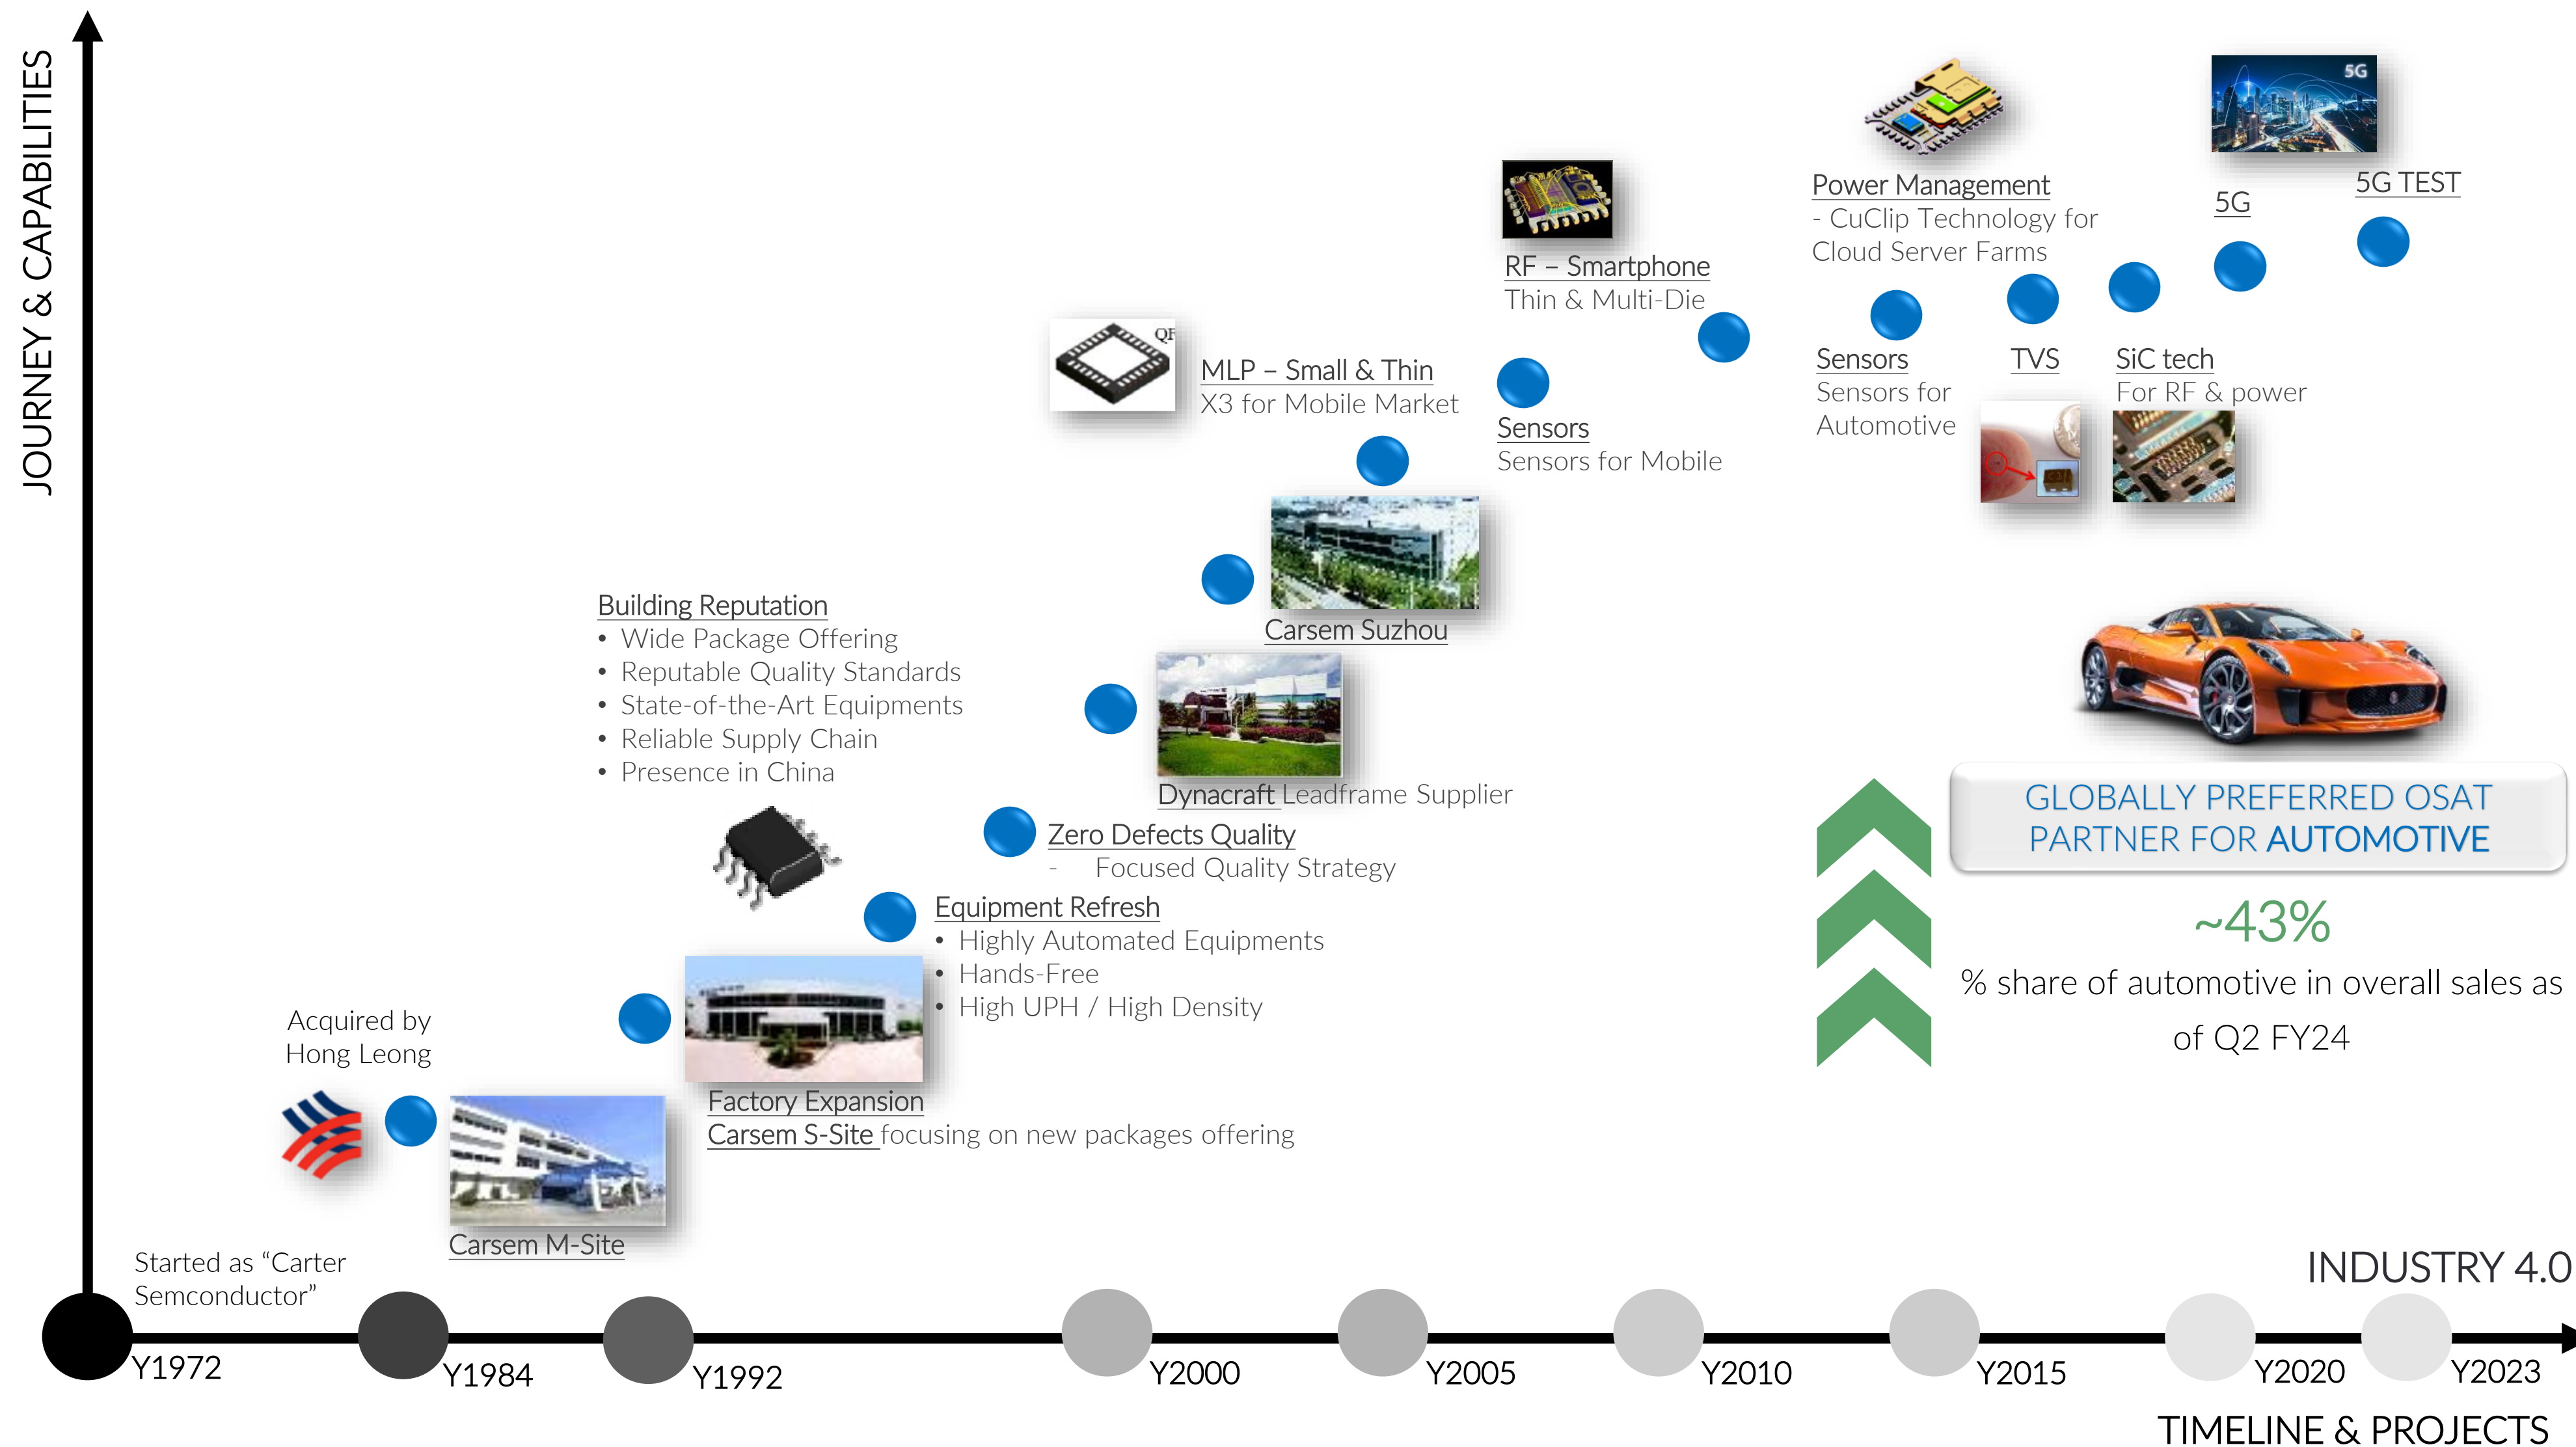 JOURNEY & CAPABILITIES
5G
5G TEST
5G
Power Management
- CuClip Technology for
Cloud Server Farms
RF – Smartphone
Thin & Multi-Die
QF
MLP – Small & Thin
X3 for Mobile Market
Sensors
Sensors for Mobile
Sensors
Sensors for
Automotive
TVS
SiC tech
For RF & power
Carsem Suzhou
Building Reputation
• Wide Package Offering
• Reputable Quality Standards
• State-of-the-Art Equipments
• Reliable Supply Chain
• Presence in China
Dynacraft Leadframe Supplier
Zero Defects Quality
- Focused Quality Strategy
Equipment Refresh
• Highly Automated Equipments
• Hands-Free
• High UPH / High Density
GLOBALLY PREFERRED OSAT
PARTNER FOR AUTOMOTIVE
~43%
% share of automotive in overall sales as
of Q2 FY24
Acquired by
Hong Leong
Factory Expansion
Carsem S-Site focusing on new packages offering
Carsem M-Site
Started as “Carter
Semconductor”
INDUSTRY 4.0
Y1972
Y1984
Y1992
Y2000
Y2005
Y2010
Y2015
Y2020
Y2023
TIMELINE & PROJECTS